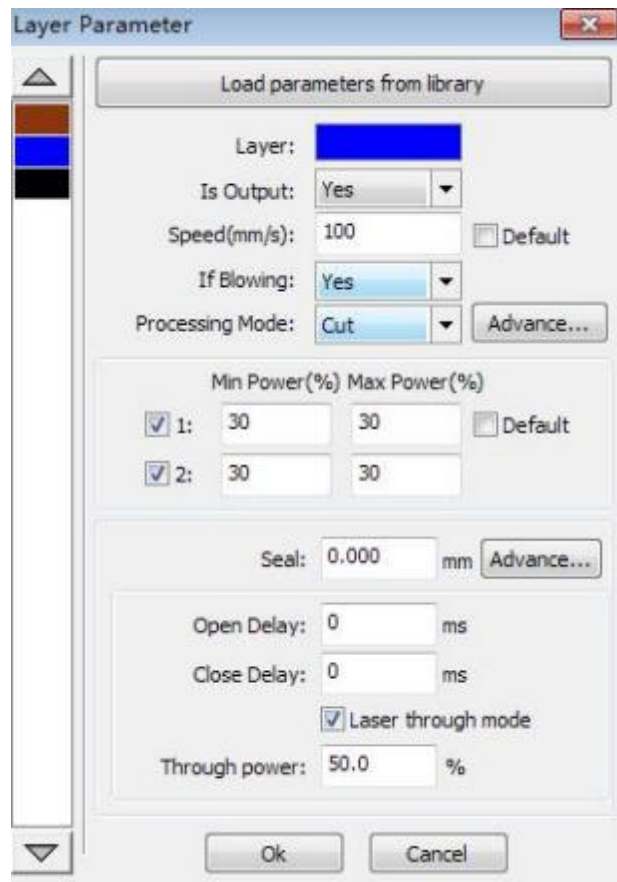 Layer Parameter
Load parameters from library
Layer:
Is Output: Yes
Speed(mm/s): 100 Default
If Blowing: Yes
Processing Mode: Cut Advance...
Min Power(%) Max Power(%)
1: 30 30 Default
2: 30 30
Seal: 0.000 mm Advance...
Open Delay: 0 ms
Close Delay: 0 ms
Laser through mode
Through power: 50.0 %
Ok Cancel